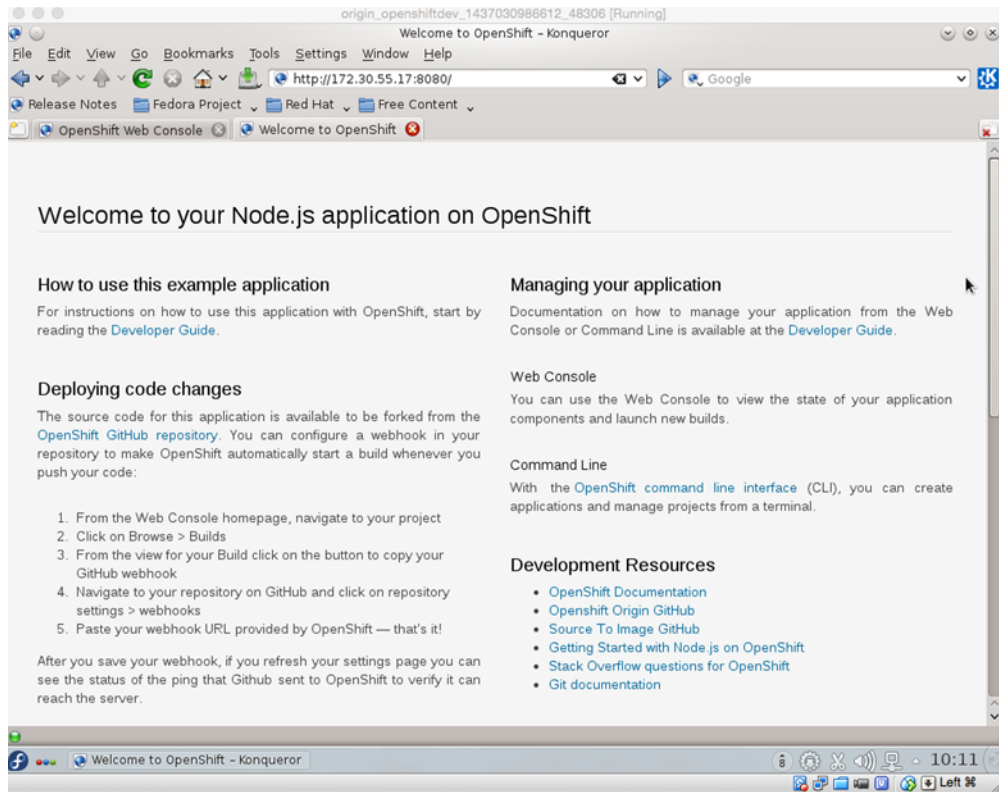 origin_openshiftdev_1437030986612_48306 [Running]
Welcome to OpenShift – Konqueror
File Edit View Go Bookmarks Tools Settings Window Help
http://172.30.55.17:8080/
Google
Release Notes Fedora Project Red Hat Free Content
OpenShift Web Console Welcome to OpenShift
Welcome to your Node.js application on OpenShift
How to use this example application
For instructions on how to use this application with OpenShift, start by
reading the Developer Guide.
Deploying code changes
The source code for this application is available to be forked from the
OpenShift GitHub repository. You can configure a webhook in your
repository to make OpenShift automatically start a build whenever you
push your code:
1. From the Web Console homepage, navigate to your project
2. Click on Browse > Builds
3. From the view for your Build click on the button to copy your
GitHub webhook
4. Navigate to your repository on GitHub and click on repository
settings > webhooks
5. Paste your webhook URL provided by OpenShift — that's it!
After you save your webhook, if you refresh your settings page you can
see the status of the ping that Github sent to OpenShift to verify it can
reach the server.
Managing your application
Documentation on how to manage your application from the Web
Console or Command Line is available at the Developer Guide.
Web Console
You can use the Web Console to view the state of your application
components and launch new builds.
Command Line
With the OpenShift command line interface (CLI), you can create
applications and manage projects from a terminal.
Development Resources
• OpenShift Documentation
• Openshift Origin GitHub
• Source To Image GitHub
• Getting Started with Node.js on OpenShift
• Stack Overflow questions for OpenShift
• Git documentation
Welcome to OpenShift – Konqueror
10:11
Left ⌘